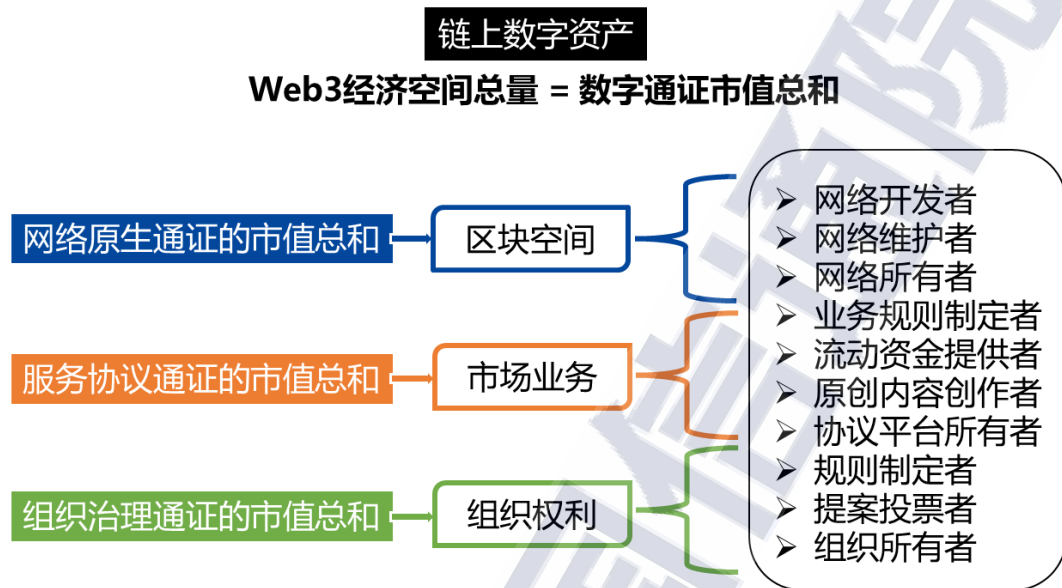 链上数字资产
Web3经济空间总量 = 数字通证市值总和
网络原生通证的市值总和
区块空间
网络开发者
网络维护者
网络所有者
服务协议通证的市值总和
市场业务
业务规则制定者
流动资金提供者
原创内容创作者
协议平台所有者
组织治理通证的市值总和
组织权利
规则制定者
提案投票者
组织所有者